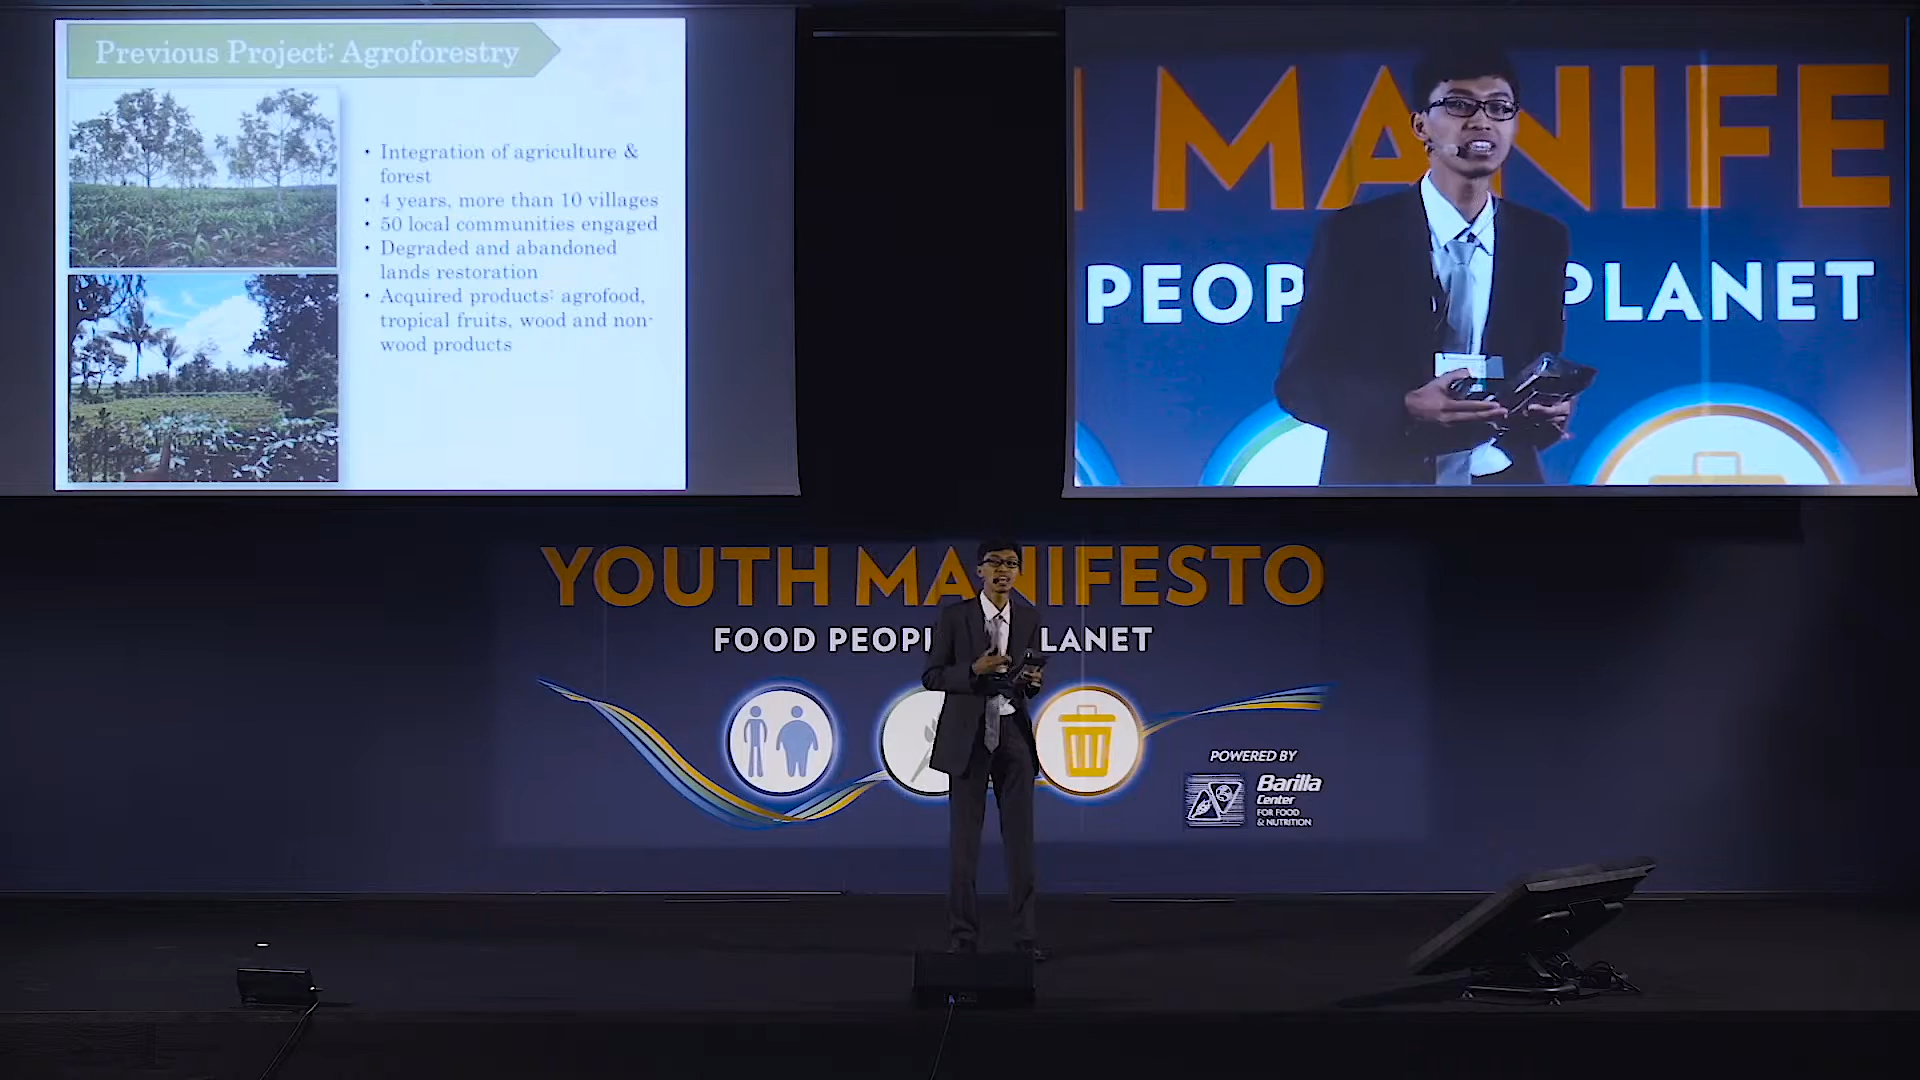 Previous Project: Agroforestry
• Integration of agriculture &
forest
• 4 years, more than 10 villages
• 50 local communities engaged
• Degraded and abandoned
lands restoration
• Acquired products: agrofood,
tropical fruits, wood and non-
wood products
MANIFE
PEOP PLANET
YOUTH MANIFESTO
FOOD PEOPL LANET
POWERED BY
Barilla
Center
FOR FOOD
& NUTRITION